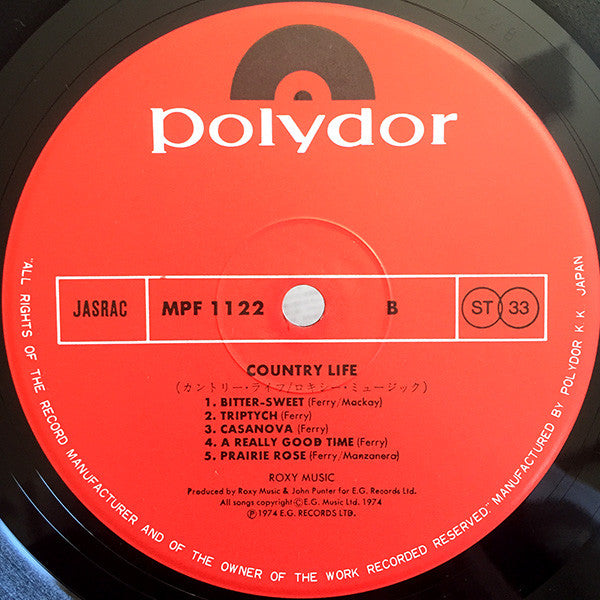 polydor
JASRAC
MPF 1122
B
ST 33
COUNTRY LIFE
(カントリー・ライフ/ロキシー・ミュージック)
1. BITTER-SWEET (Ferry/Mackay)
2. TRIPTYCH (Ferry)
3. CASANOVA (Ferry)
4. A REALLY GOOD TIME (Ferry)
5. PRAIRIE ROSE (Ferry/Manzanera)
ROXY MUSIC
Produced by Roxy Music & John Punter for E.G. Records Ltd.
All songs copyright Ⓒ E.G. Music Ltd. 1974
Ⓟ 1974 E.G. RECORDS LTD.
"ALL RIGHTS OF THE RECORD MANUFACTURER AND OF THE OWNER OF THE WORK RECORDED RESERVED" MANUFACTURED BY POLYDOR K K JAPAN